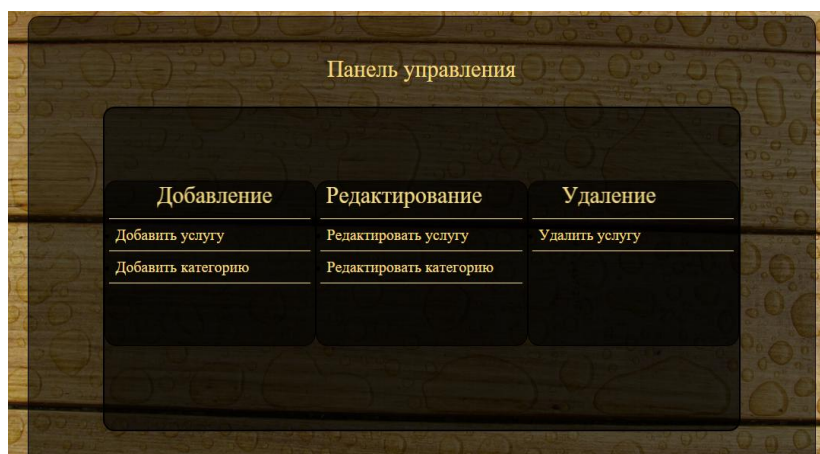 Панель управления
Добавление
Добавить услугу
Добавить категорию
Редактирование
Редактировать услугу
Редактировать категорию
Удаление
Удалить услугу